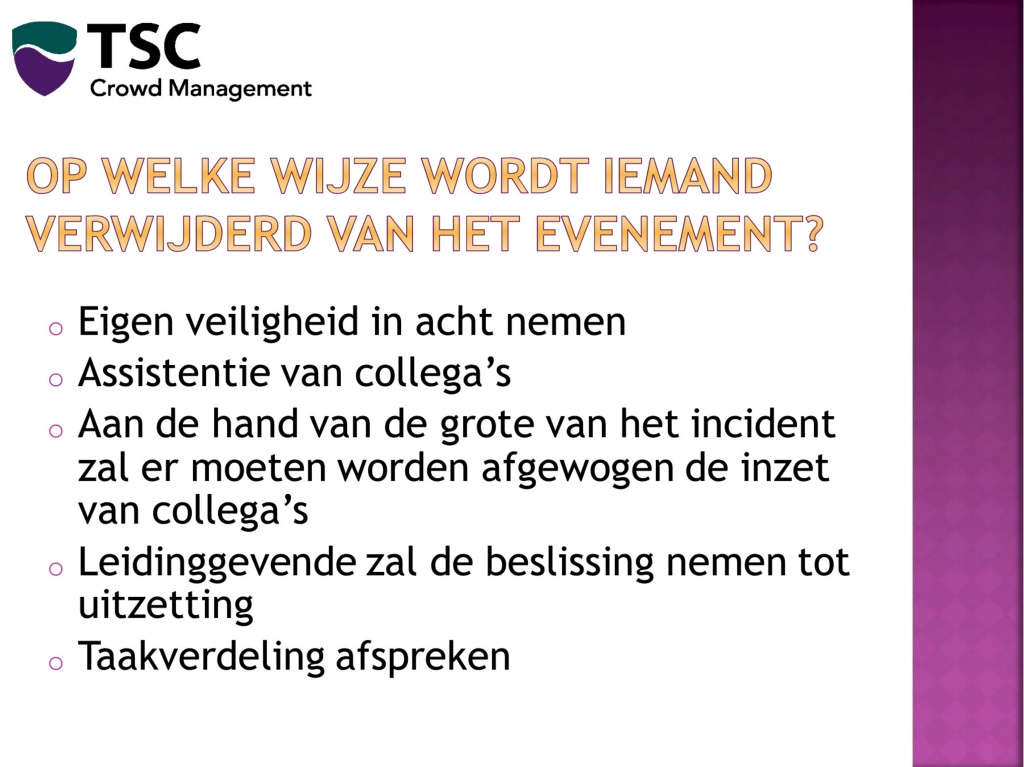 TSC
Crowd Management
OP WELKE WIJZE WORDT IEMAND
VERWIJDERD VAN HET EVENEMENT?
o Eigen veiligheid in acht nemen
o Assistentie van collega’s
o Aan de hand van de grote van het incident
zal er moeten worden afgewogen de inzet
van collega’s
o Leidinggevende zal de beslissing nemen tot
uitzetting
o Taakverdeling afspreken